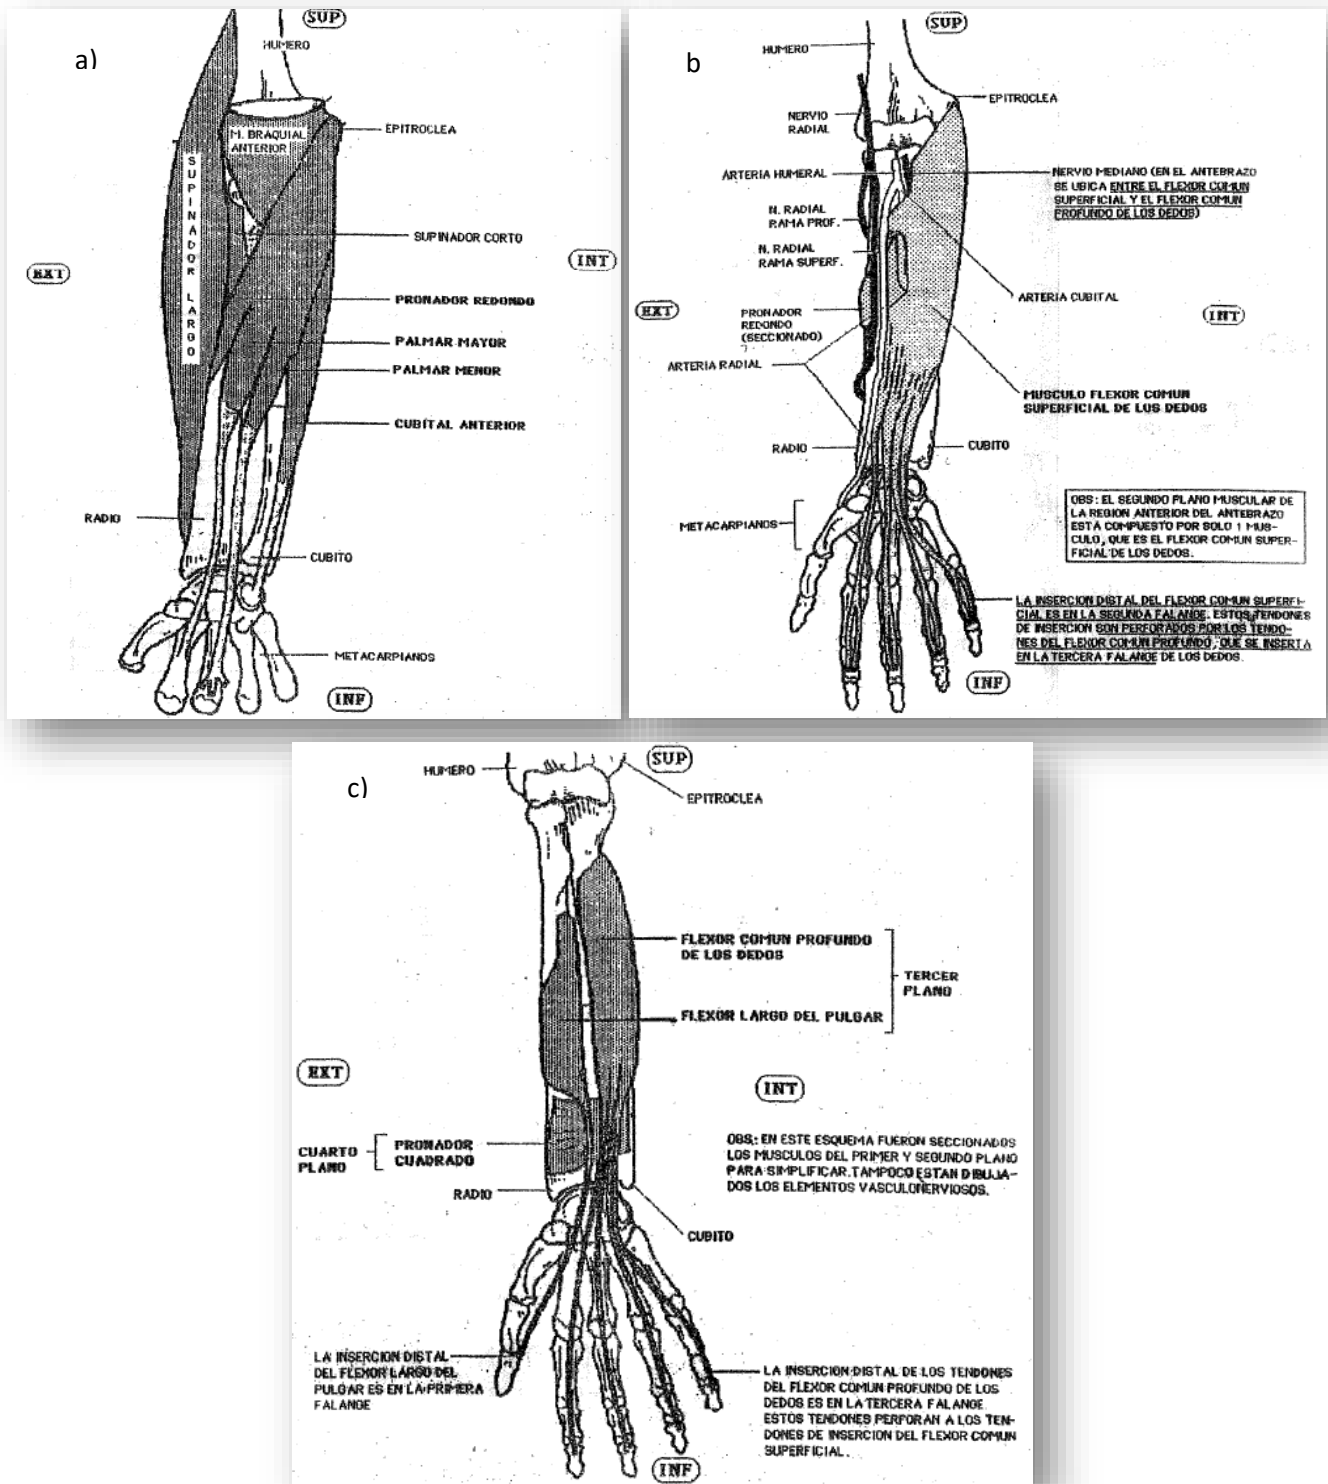 a)
SUP
HUMERO
M. BRAQUIAL
ANTERIOR
EPITROCLEA
SUPINADOR LARGO
SUPINADOR CORTO
EXT
INT
PRONADOR REDONDO
PALMAR MAYOR
PALMAR MENOR
CUBITAL ANTERIOR
RADIO
CUBITO
METACARPIANOS
INF
b
SUP
HUMERO
EPITROCLEA
NERVIO
RADIAL
ARTERIA HUMERAL
NERVIO MEDIANO (EN EL ANTEBRAZO
SE UBICA ENTRE EL FLEXOR COMUN
SUPERFICIAL Y EL FLEXOR COMUN
PROFUNDO DE LOS DEDOS)
N. RADIAL
RAMA PROF.
N. RADIAL
RAMA SUPERF.
ARTERIA CUBITAL
EXT
INT
PRONADOR
REDONDO
(SECCIONADO)
ARTERIA RADIAL
MUSCULO FLEXOR COMUN
SUPERFICIAL DE LOS DEDOS
RADIO
CUBITO
METACARPIANOS
OBS: EL SEGUNDO PLANO MUSCULAR DE
LA REGION ANTERIOR DEL ANTEBRAZO
ESTA COMPUESTO POR SOLO 1 MUS-
CULO, QUE ES EL FLEXOR COMUN SUPER-
FICIAL DE LOS DEDOS.
LA INSERCION DISTAL DEL FLEXOR COMUN SUPERFI-
CIAL ES EN LA SEGUNDA FALANGE. ESTOS TENDONES
DE INSERCION SON PERFORADOS POR LOS TENDO-
NES DEL FLEXOR COMUN PROFUNDO, QUE SE INSERTA
EN LA TERCERA FALANGE DE LOS DEDOS.
INF
c)
SUP
HUMERO
EPITROCLEA
FLEXOR COMUN PROFUNDO
DE LOS DEDOS
TERCER
PLANO
FLEXOR LARGO DEL PULGAR
EXT
INT
CUARTO
PLANO
PRONADOR
CUADRADO
OBS.: EN ESTE ESQUEMA FUERON SECCIONADOS
LOS MUSCULOS DEL PRIMER Y SEGUNDO PLANO
PARA SIMPLIFICAR. TAMPOCO ESTAN DIBUJA-
DOS LOS ELEMENTOS VASCULONERVIOSOS.
RADIO
CUBITO
LA INSERCION DISTAL
DEL FLEXOR LARGO DEL
PULGAR ES EN LA PRIMERA
FALANGE
LA INSERCION DISTAL DE LOS TENDONES
DEL FLEXOR COMUN PROFUNDO DE LOS
DEDOS ES EN LA TERCERA FALANGE.
ESTOS TENDONES PERFORAN A LOS TEN-
DONES DE INSERCION DEL FLEXOR COMUN
SUPERFICIAL.
INF